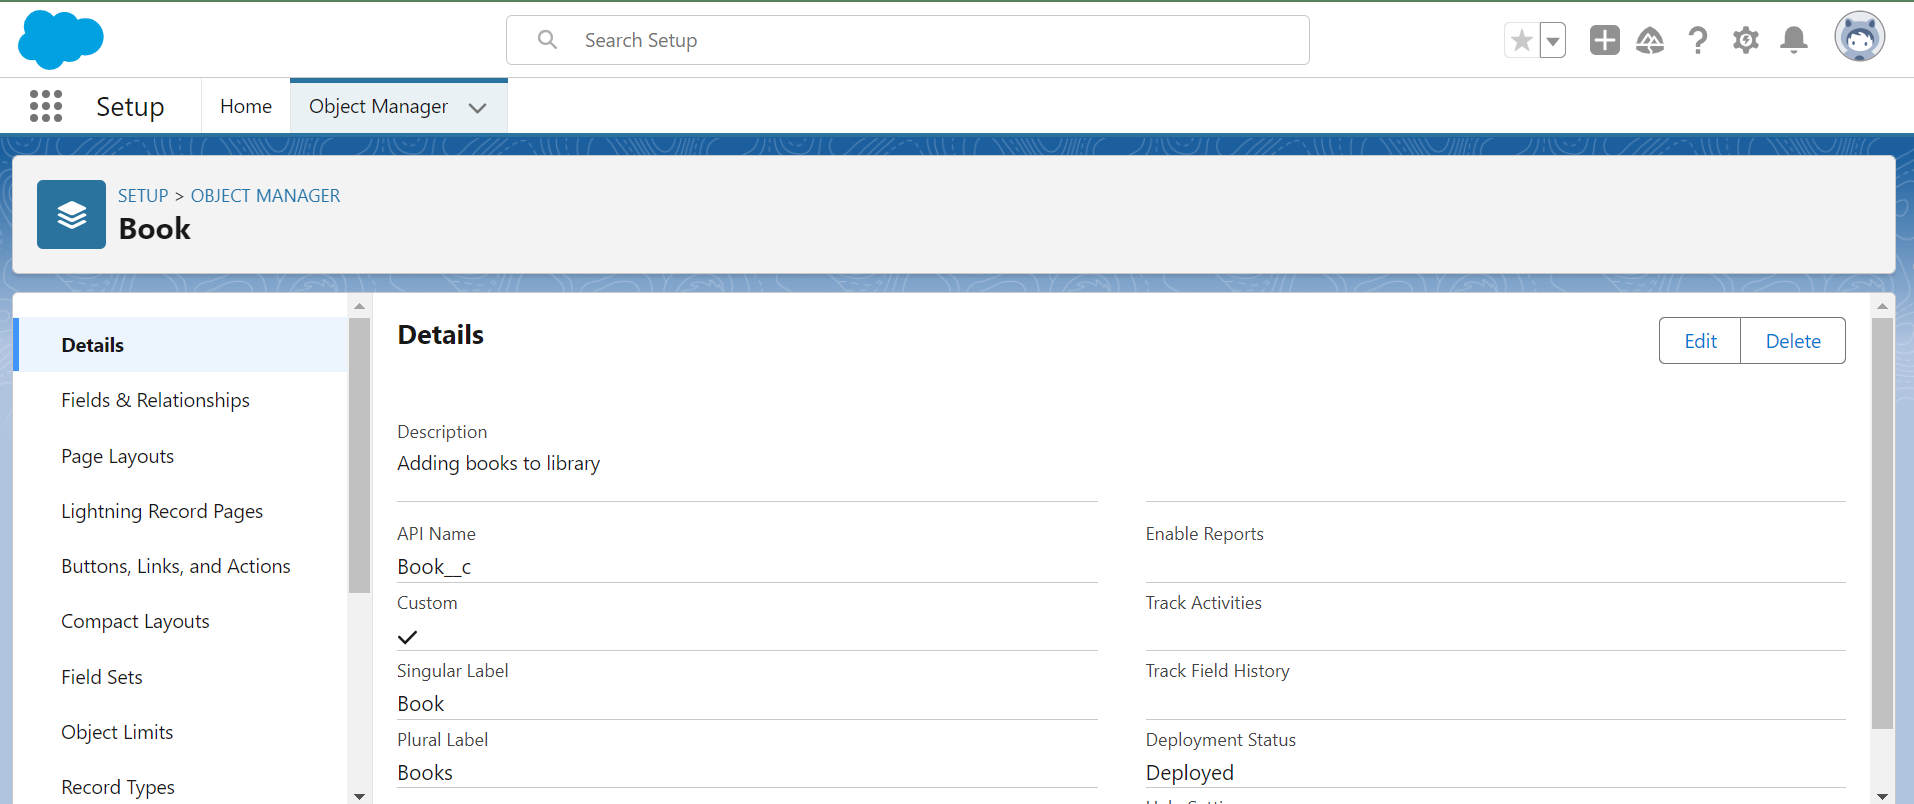 Search Setup
Setup
Home
Object Manager
SETUP > OBJECT MANAGER
Book
Details
Fields & Relationships
Page Layouts
Lightning Record Pages
Buttons, Links, and Actions
Compact Layouts
Field Sets
Object Limits
Record Types
Details
Edit
Delete
Description
Adding books to library
API Name
Book__c
Custom
Singular Label
Book
Plural Label
Books
Enable Reports
Track Activities
Track Field History
Deployment Status
Deployed